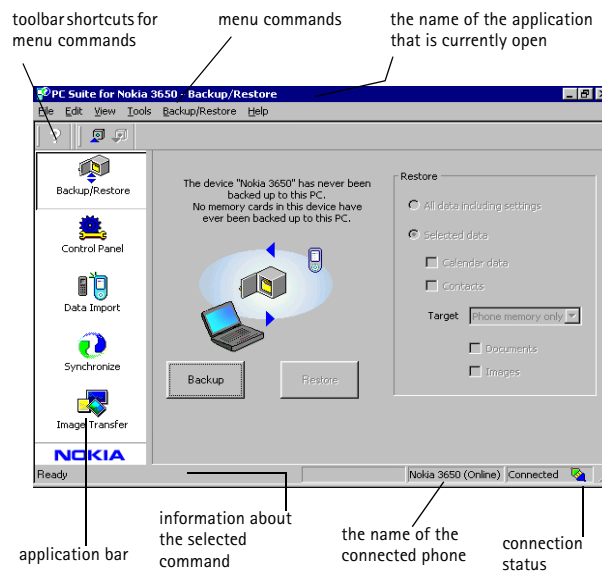 toolbar shortcuts for
menu commands
menu commands
the name of the application
that is currently open
PC Suite for Nokia 3650 - Backup/Restore
File Edit View Tools Backup/Restore Help
Backup/Restore
Control Panel
Data Import
Synchronize
Image Transfer
NOKIA
The device "Nokia 3650" has never been
backed up to this PC.
No memory cards in this device have
ever been backed up to this PC.
Backup
Restore
Restore
All data including settings
Selected data
Calendar data
Contacts
Target Phone memory only
Documents
Images
Ready
Nokia 3650 (Online) Connected
application bar
information about
the selected
command
the name of the
connected phone
connection
status